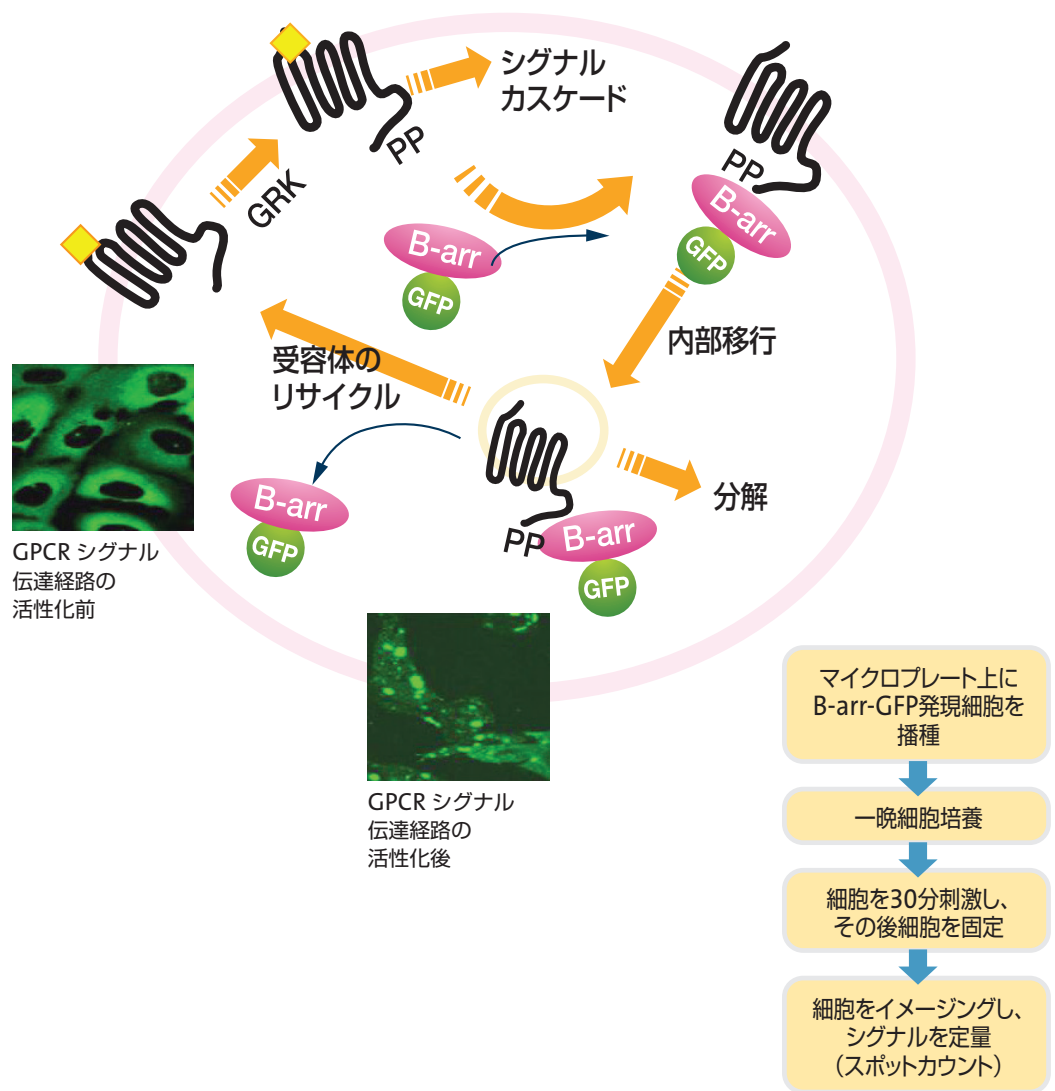 シグナル
カスケード
PP
GRK
PP
B-arr
GFP
B-arr
GFP
内部移行
受容体の
リサイクル
分解
B-arr
GFP
PP
B-arr
GFP
GPCR シグナル
伝達経路の
活性化前
GPCR シグナル
伝達経路の
活性化後
マイクロプレート上に
B-arr-GFP発現細胞を
播種
一晩細胞培養
細胞を30分刺激し、
その後細胞を固定
細胞をイメージングし、
シグナルを定量
（スポットカウント）